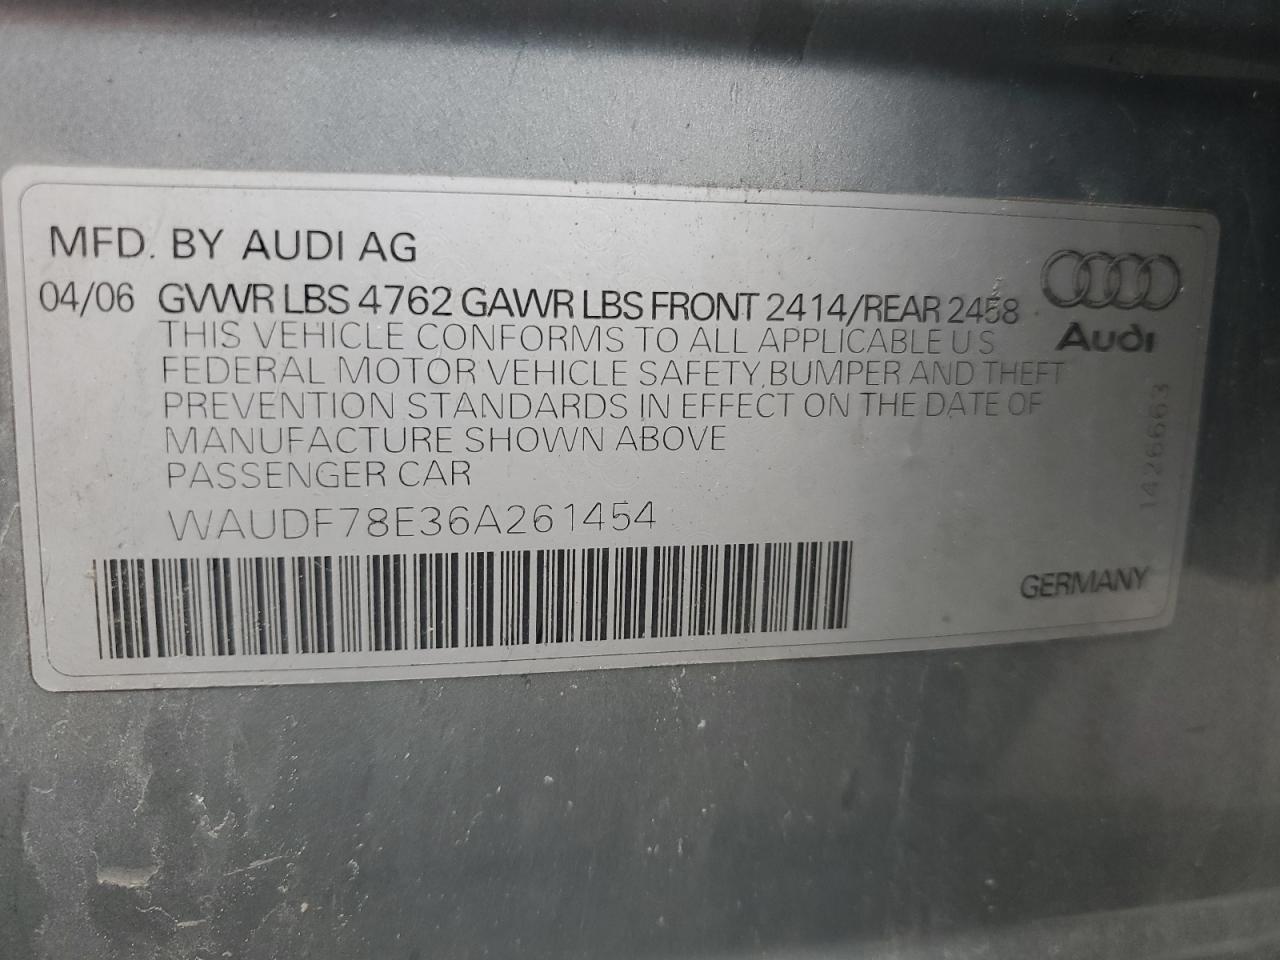 MFD. BY AUDI AG
04/06 GVWR LBS 4762 GAWR LBS FRONT 2414/REAR 2458
THIS VEHICLE CONFORMS TO ALL APPLICABLE U S
FEDERAL MOTOR VEHICLE SAFETY, BUMPER AND THEFT
PREVENTION STANDARDS IN EFFECT ON THE DATE OF
MANUFACTURE SHOWN ABOVE
PASSENGER CAR
WAUDF78E36A261454
Audi
14266663
GERMANY